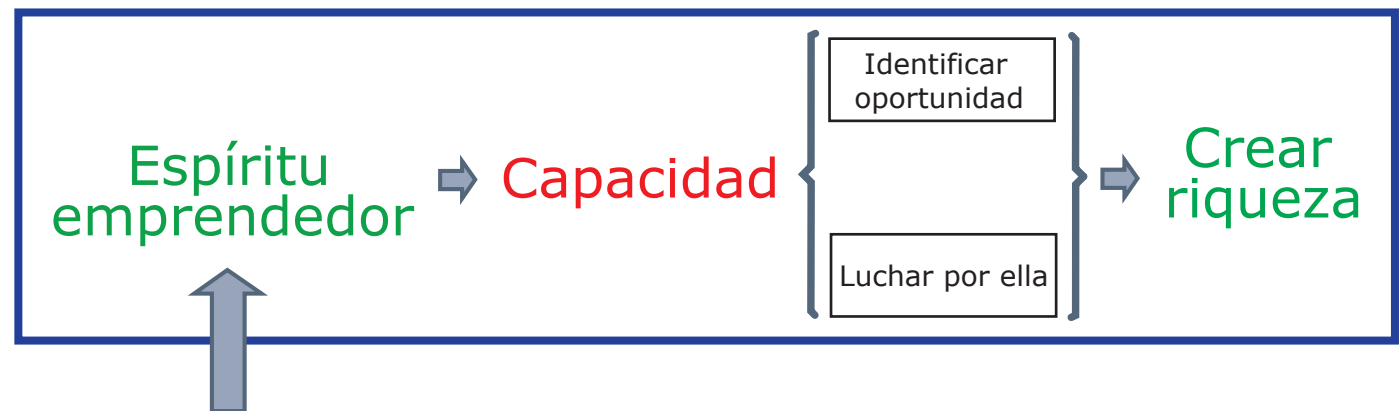 Espíritu
emprendedor
Capacidad
Identificar
oportunidad
Luchar por ella
Crear
riqueza